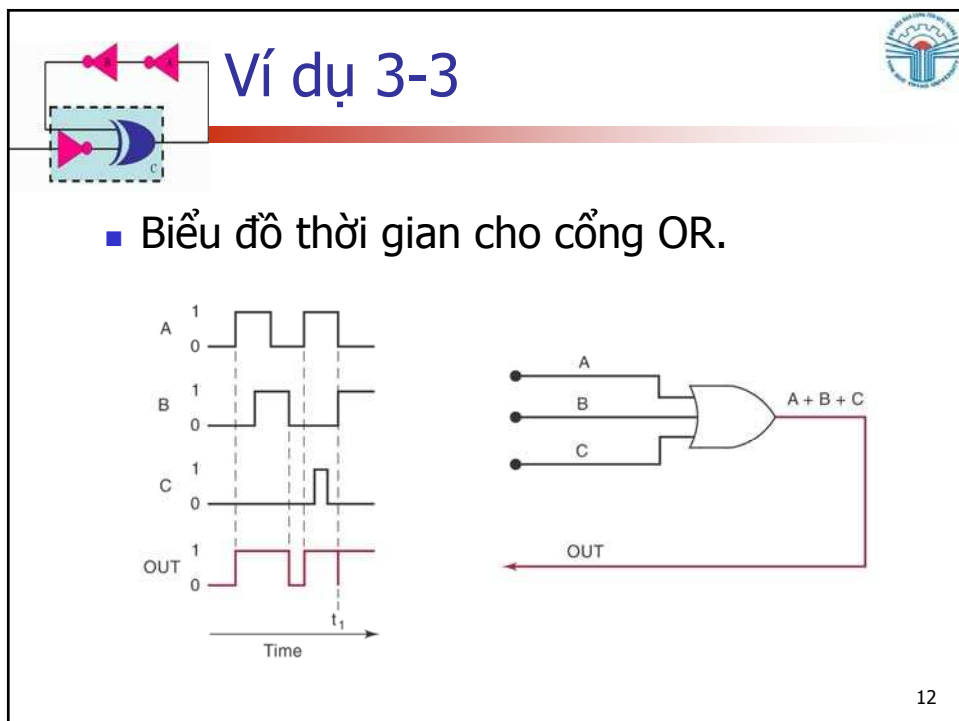 Ví dụ 3-3
B
A
C
Biểu đồ thời gian cho cổng OR.
A 1
0
B 1
0
C 1
0
OUT 1
0
t1
Time
A
B
C
A + B + C
OUT
12